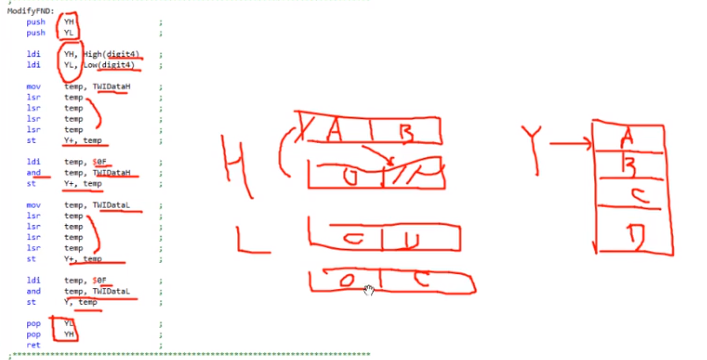 ModifyFND:
push YH ;
push YL ;
ldi YH, High(digit4) ;
ldi YL, Low(digit4) ;
mov temp, TWIDataH ;
lsr temp ;
lsr temp ;
lsr temp ;
lsr temp ;
st Y+, temp ;
ldi temp, $0F ;
and temp, TWIDataH ;
st Y+, temp ;
mov temp, TWIDataL ;
lsr temp ;
lsr temp ;
lsr temp ;
lsr temp ;
st Y+, temp ;
ldi temp, $0F ;
and temp, TWIDataL ;
st Y, temp ;
pop YL ;
pop YH ;
ret ;
;******************************************************************************
H
A B
0
L
C D
0 C
Y
A
B
C
D